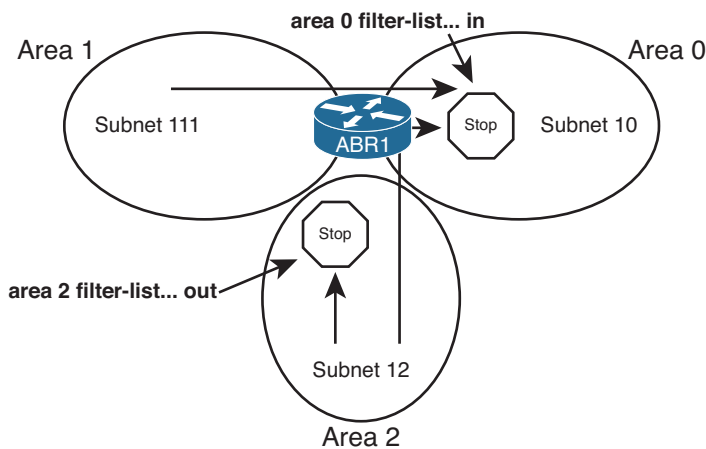 area 0 filter-list... in
Area 1
Area 0
Subnet 111
ABR1
Stop
Subnet 10
Stop
area 2 filter-list... out
Subnet 12
Area 2